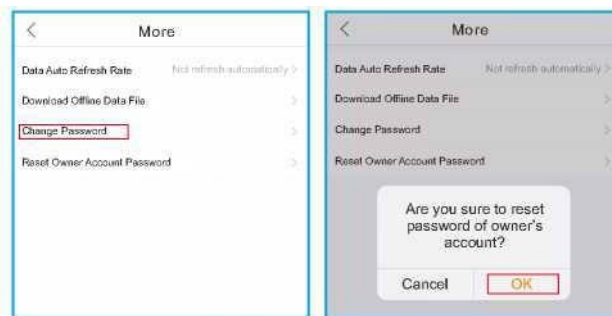 More
Data Auto Refresh Rate Not refresh automatically >
Download Offline Data File >
Change Password >
Reset Owner Account Password >
More
Data Auto Refresh Rate Not refresh automatically >
Download Offline Data File >
Change Password >
Reset Owner Account Password >
Are you sure to reset
password of owner's
account?
Cancel OK